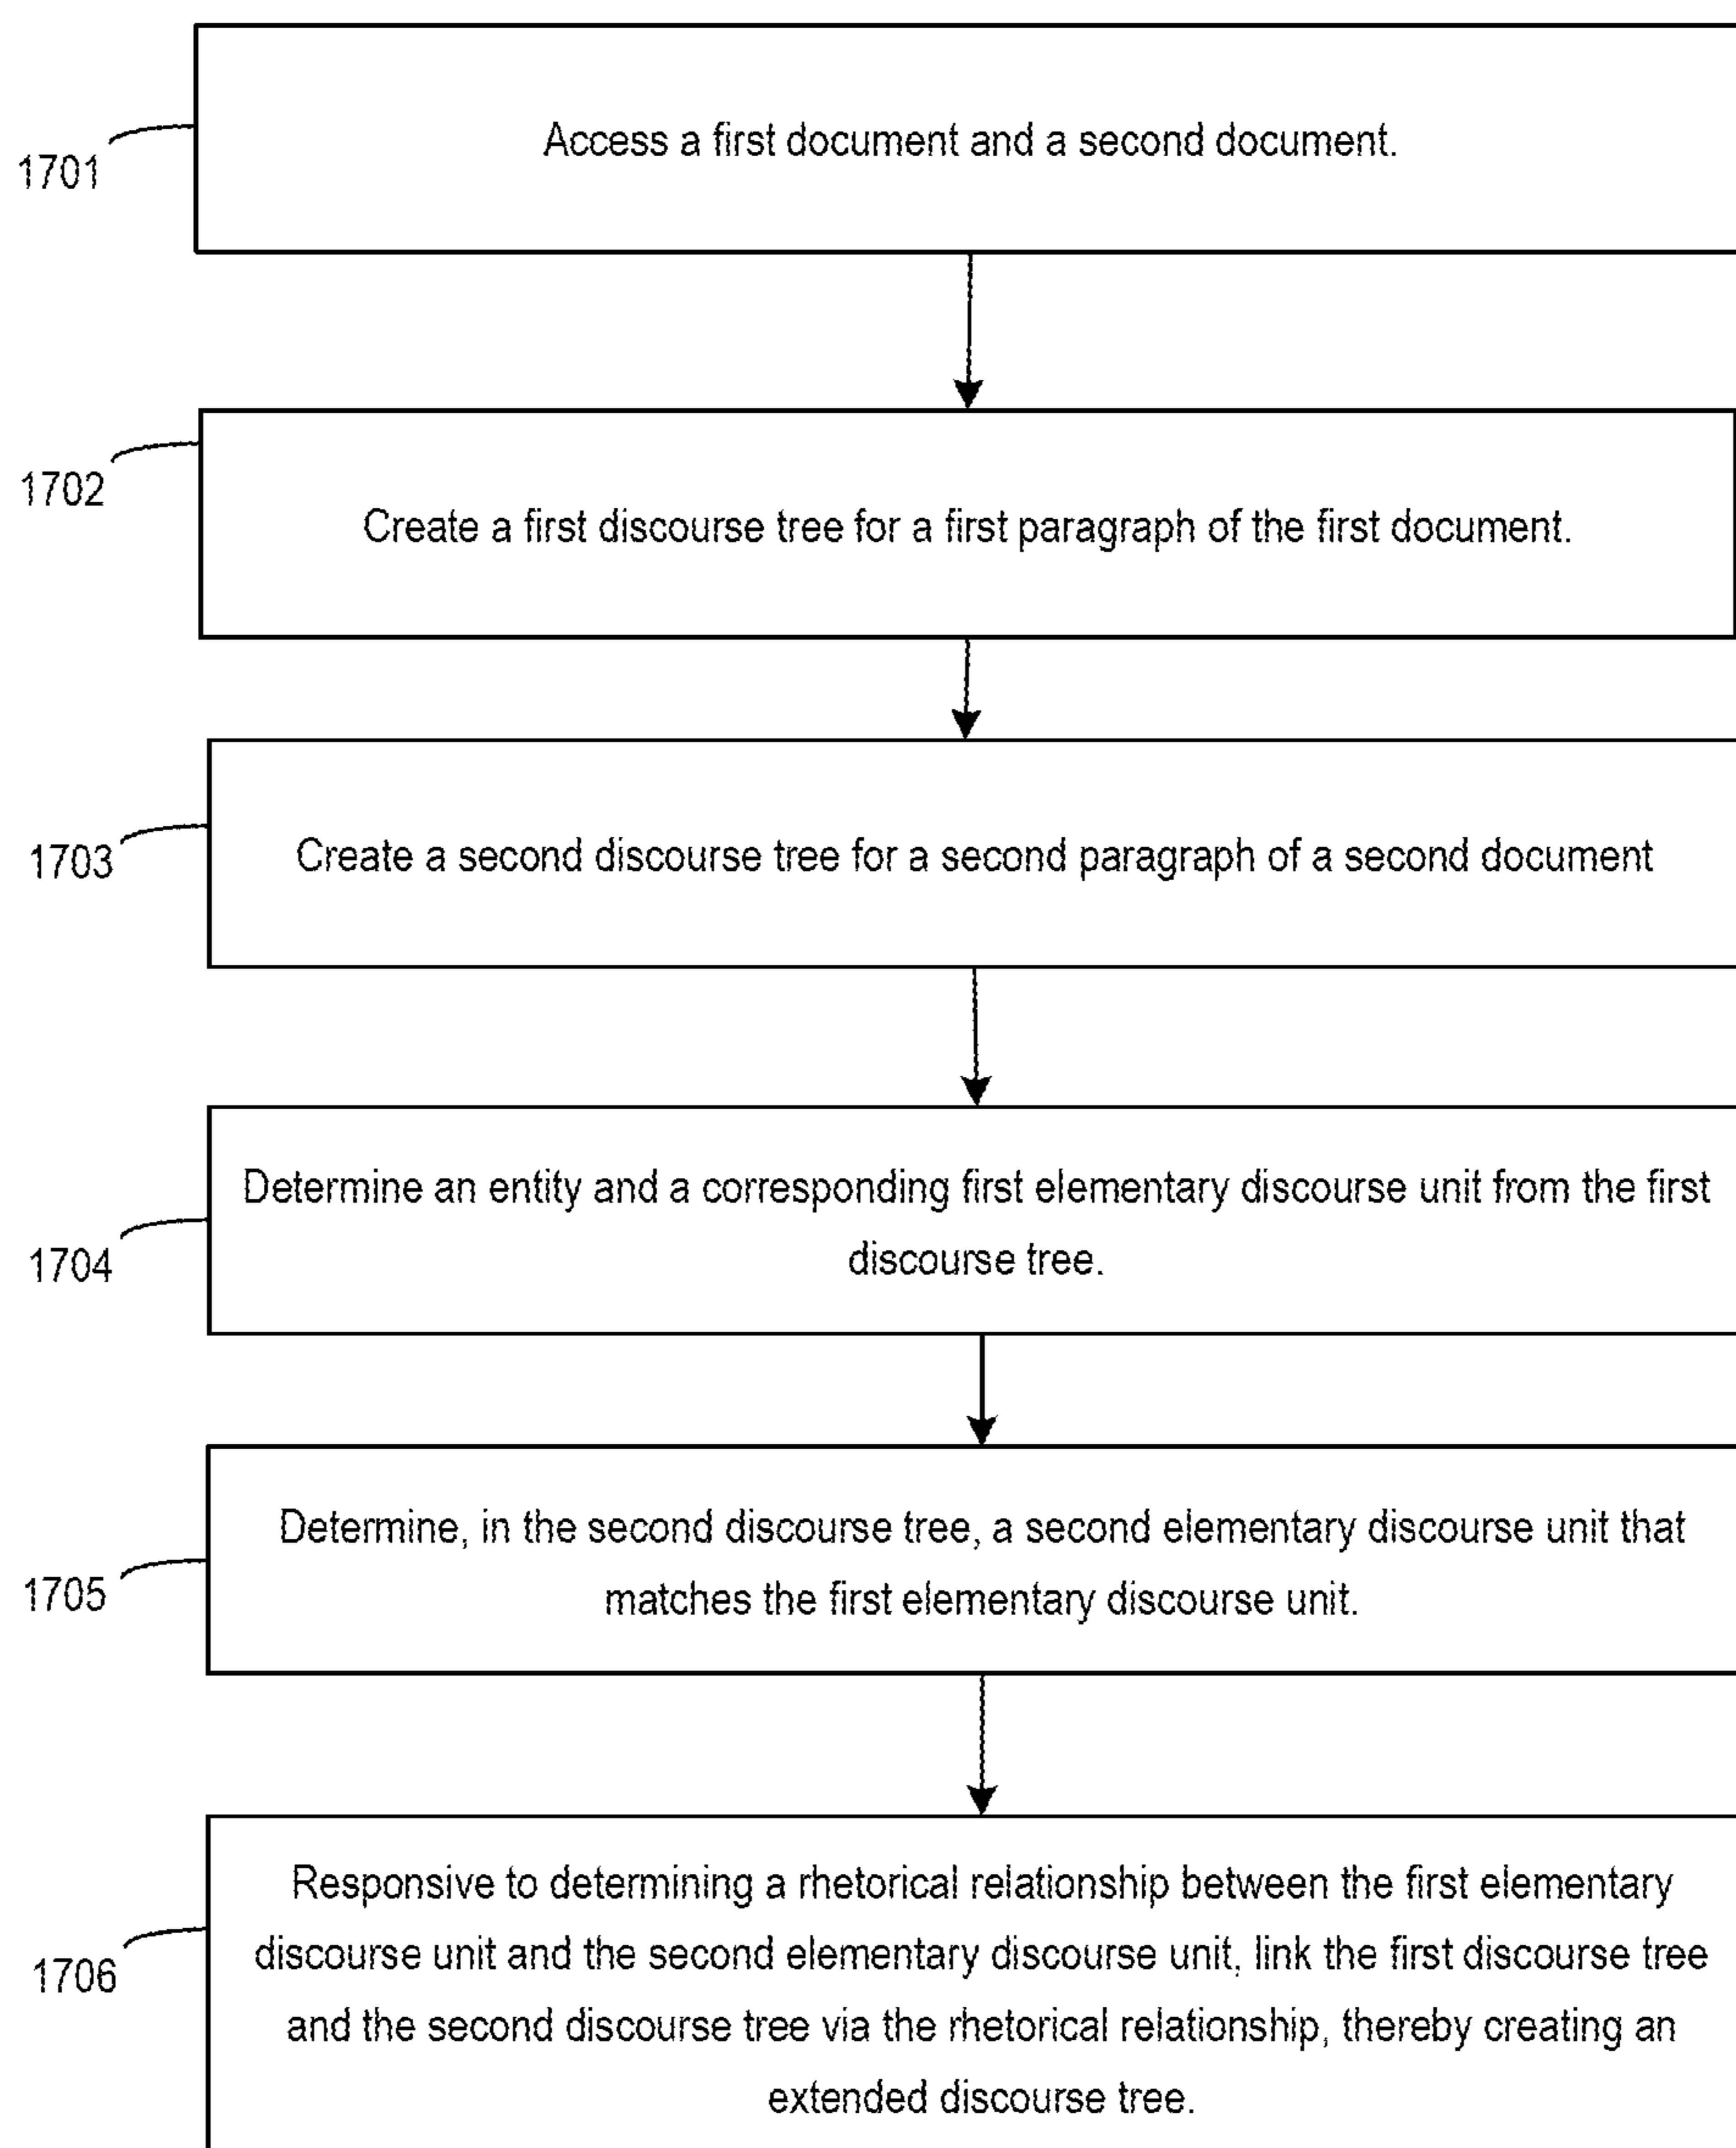 1701
Access a first document and a second document.
1702
Create a first discourse tree for a first paragraph of the first document.
1703
Create a second discourse tree for a second paragraph of a second document
1704
Determine an entity and a corresponding first elementary discourse unit from the first
discourse tree.
1705
Determine, in the second discourse tree, a second elementary discourse unit that
matches the first elementary discourse unit.
1706
Responsive to determining a rhetorical relationship between the first elementary
discourse unit and the second elementary discourse unit, link the first discourse tree
and the second discourse tree via the rhetorical relationship, thereby creating an
extended discourse tree.